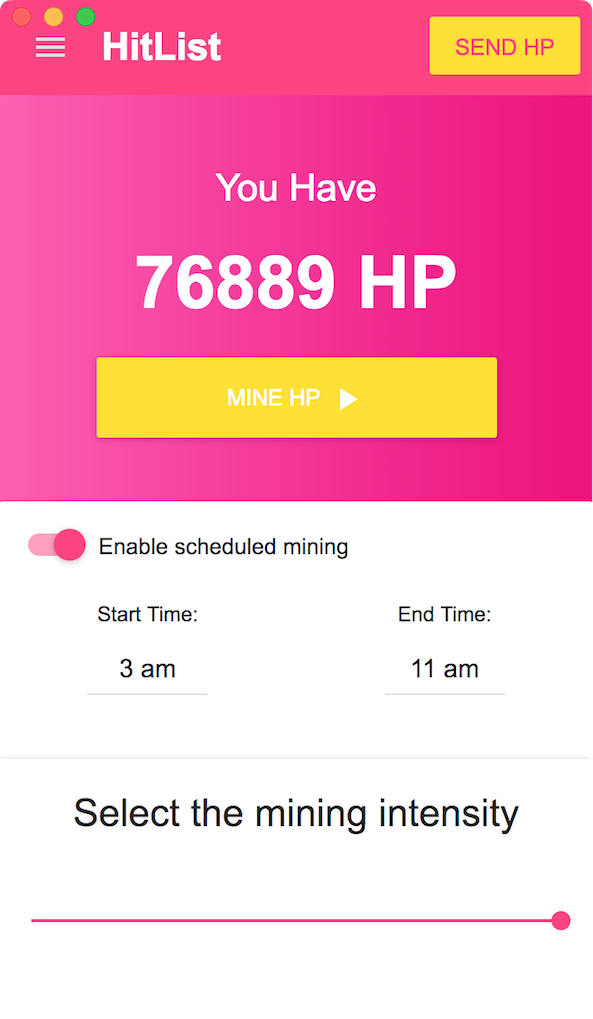 HitList
SEND HP
You Have
76889 HP
MINE HP
Enable scheduled mining
Start Time:
End Time:
3 am
11 am
Select the mining intensity